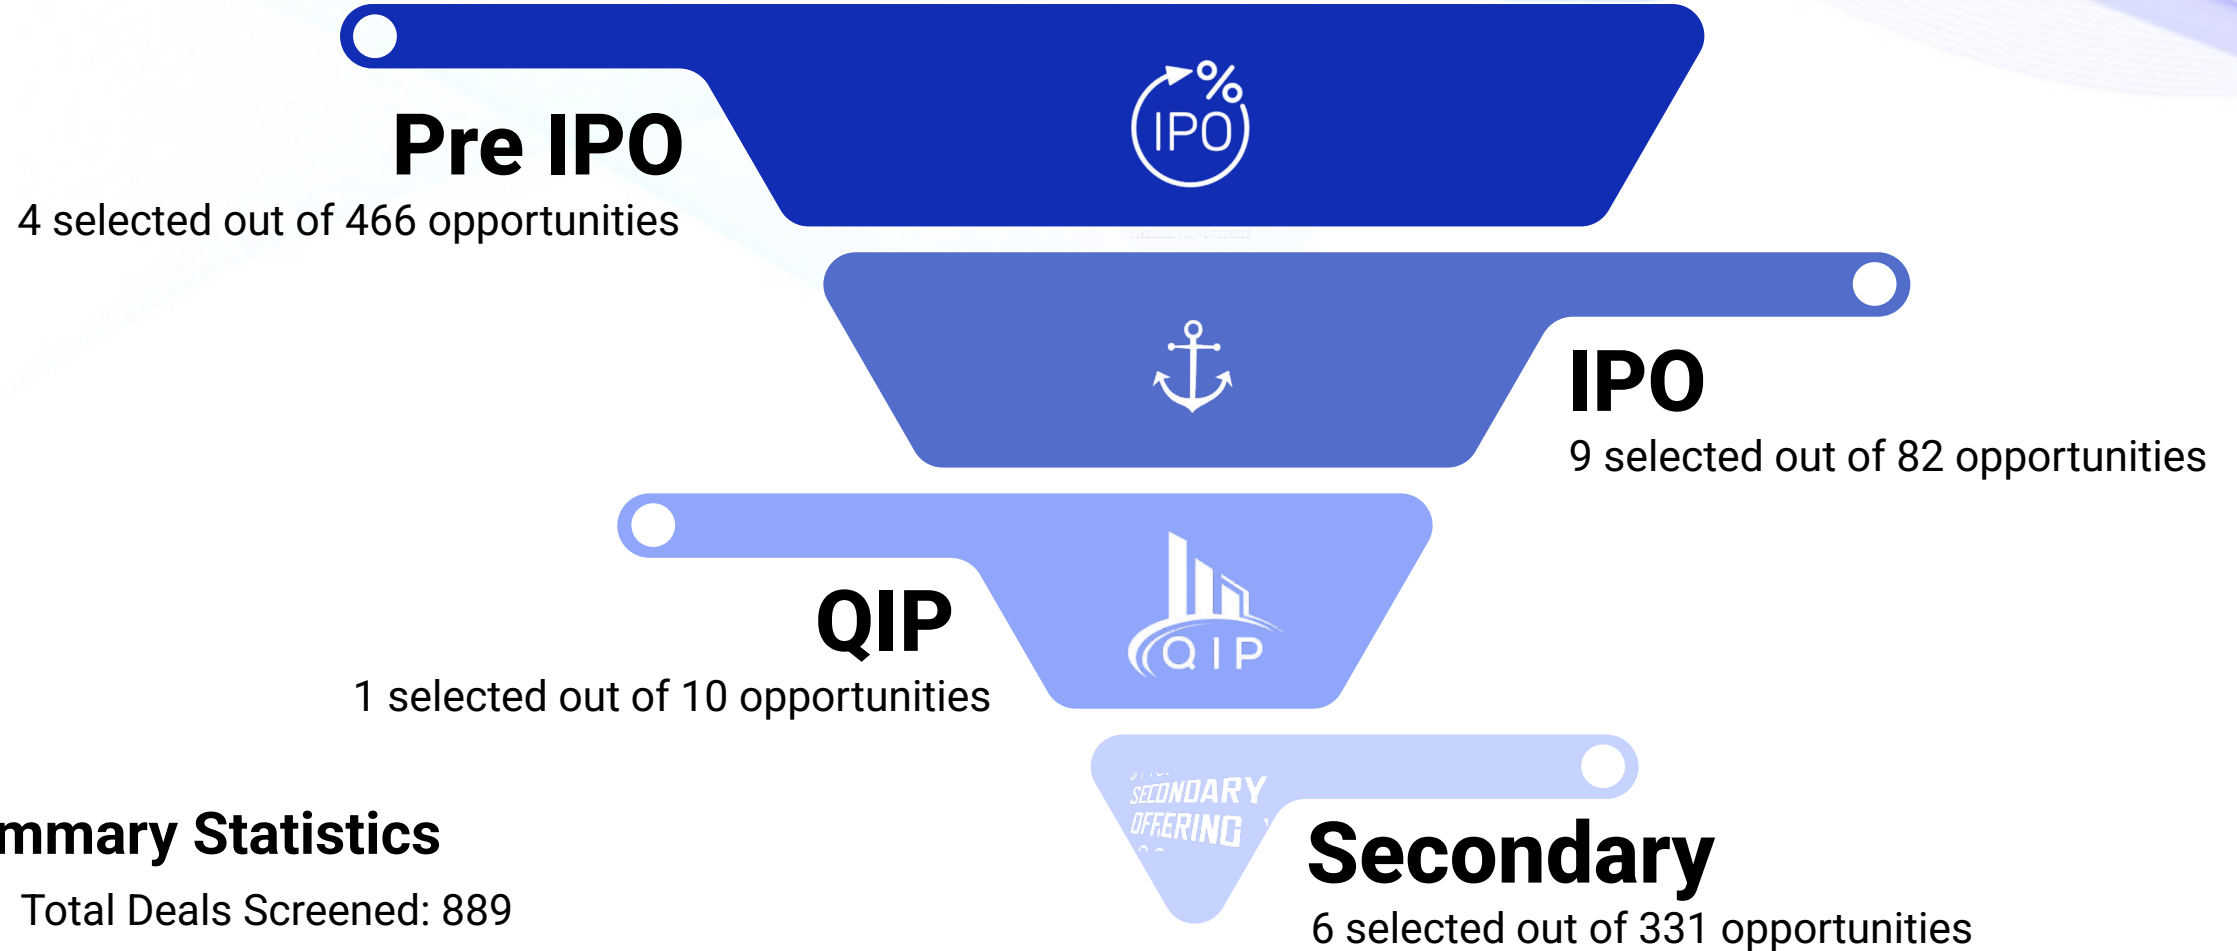 %
IPO
Pre IPO
4 selected out of 466 opportunities
IPO
9 selected out of 82 opportunities
QIP
QIP
1 selected out of 10 opportunities
SECONDARY
OFFERING
Secondary
6 selected out of 331 opportunities
mmary Statistics
Total Deals Screened: 889